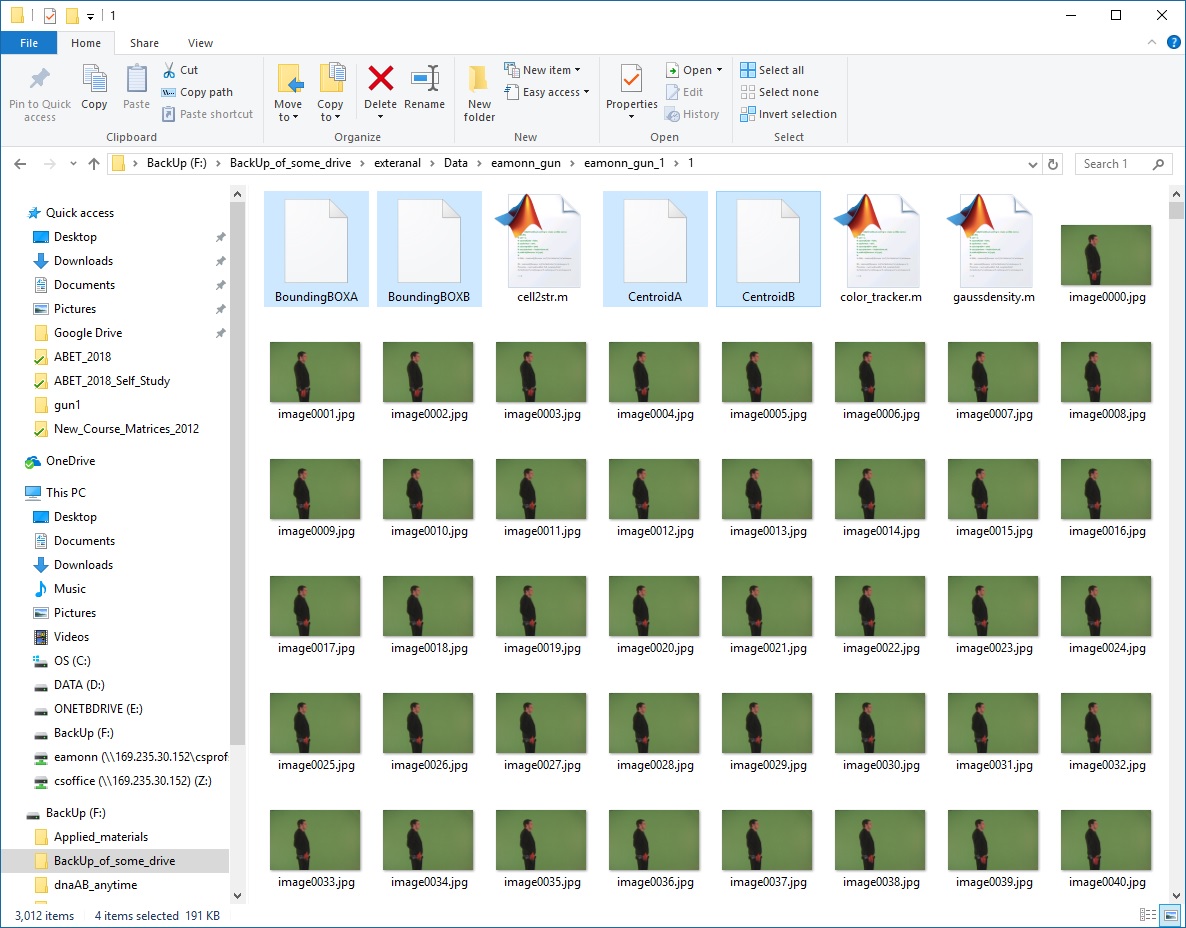 1
File Home Share View
Pin to Quick access
Copy
Paste
Cut
Copy path
Paste shortcut
Clipboard
Move to
Copy to
Delete
Rename
Organize
New folder
New item
Easy access
New
Properties
Open
Edit
History
Open
Select all
Select none
Invert selection
Select
BackUp (F:) > BackUp_of_some_drive > exteranal > Data > eamonn_gun > eamonn_gun_1 > 1
Search 1
Quick access
Desktop
Downloads
Documents
Pictures
Google Drive
ABET_2018
ABET_2018_Self_Study
gun1
New_Course_Matrices_2012
OneDrive
This PC
Desktop
Documents
Downloads
Music
Pictures
Videos
OS (C:)
DATA (D:)
ONETBDRIVE (E:)
BackUp (F:)
eamonn (\\169.235.30.152\csprof
csoffice (\\169.235.30.152) (Z:)
BackUp (F:)
Applied_materials
BackUp_of_some_drive
dnaAB_anytime
BoundingBOXA BoundingBOXB cell2str.m CentroidA CentroidB color_tracker.m gaussdensity.m image0000.jpg
image0001.jpg image0002.jpg image0003.jpg image0004.jpg image0005.jpg image0006.jpg image0007.jpg image0008.jpg
image0009.jpg image0010.jpg image0011.jpg image0012.jpg image0013.jpg image0014.jpg image0015.jpg image0016.jpg
image0017.jpg image0018.jpg image0019.jpg image0020.jpg image0021.jpg image0022.jpg image0023.jpg image0024.jpg
image0025.jpg image0026.jpg image0027.jpg image0028.jpg image0029.jpg image0030.jpg image0031.jpg image0032.jpg
image0033.jpg image0034.jpg image0035.jpg image0036.jpg image0037.jpg image0038.jpg image0039.jpg image0040.jpg
3,012 items 4 items selected 191 KB